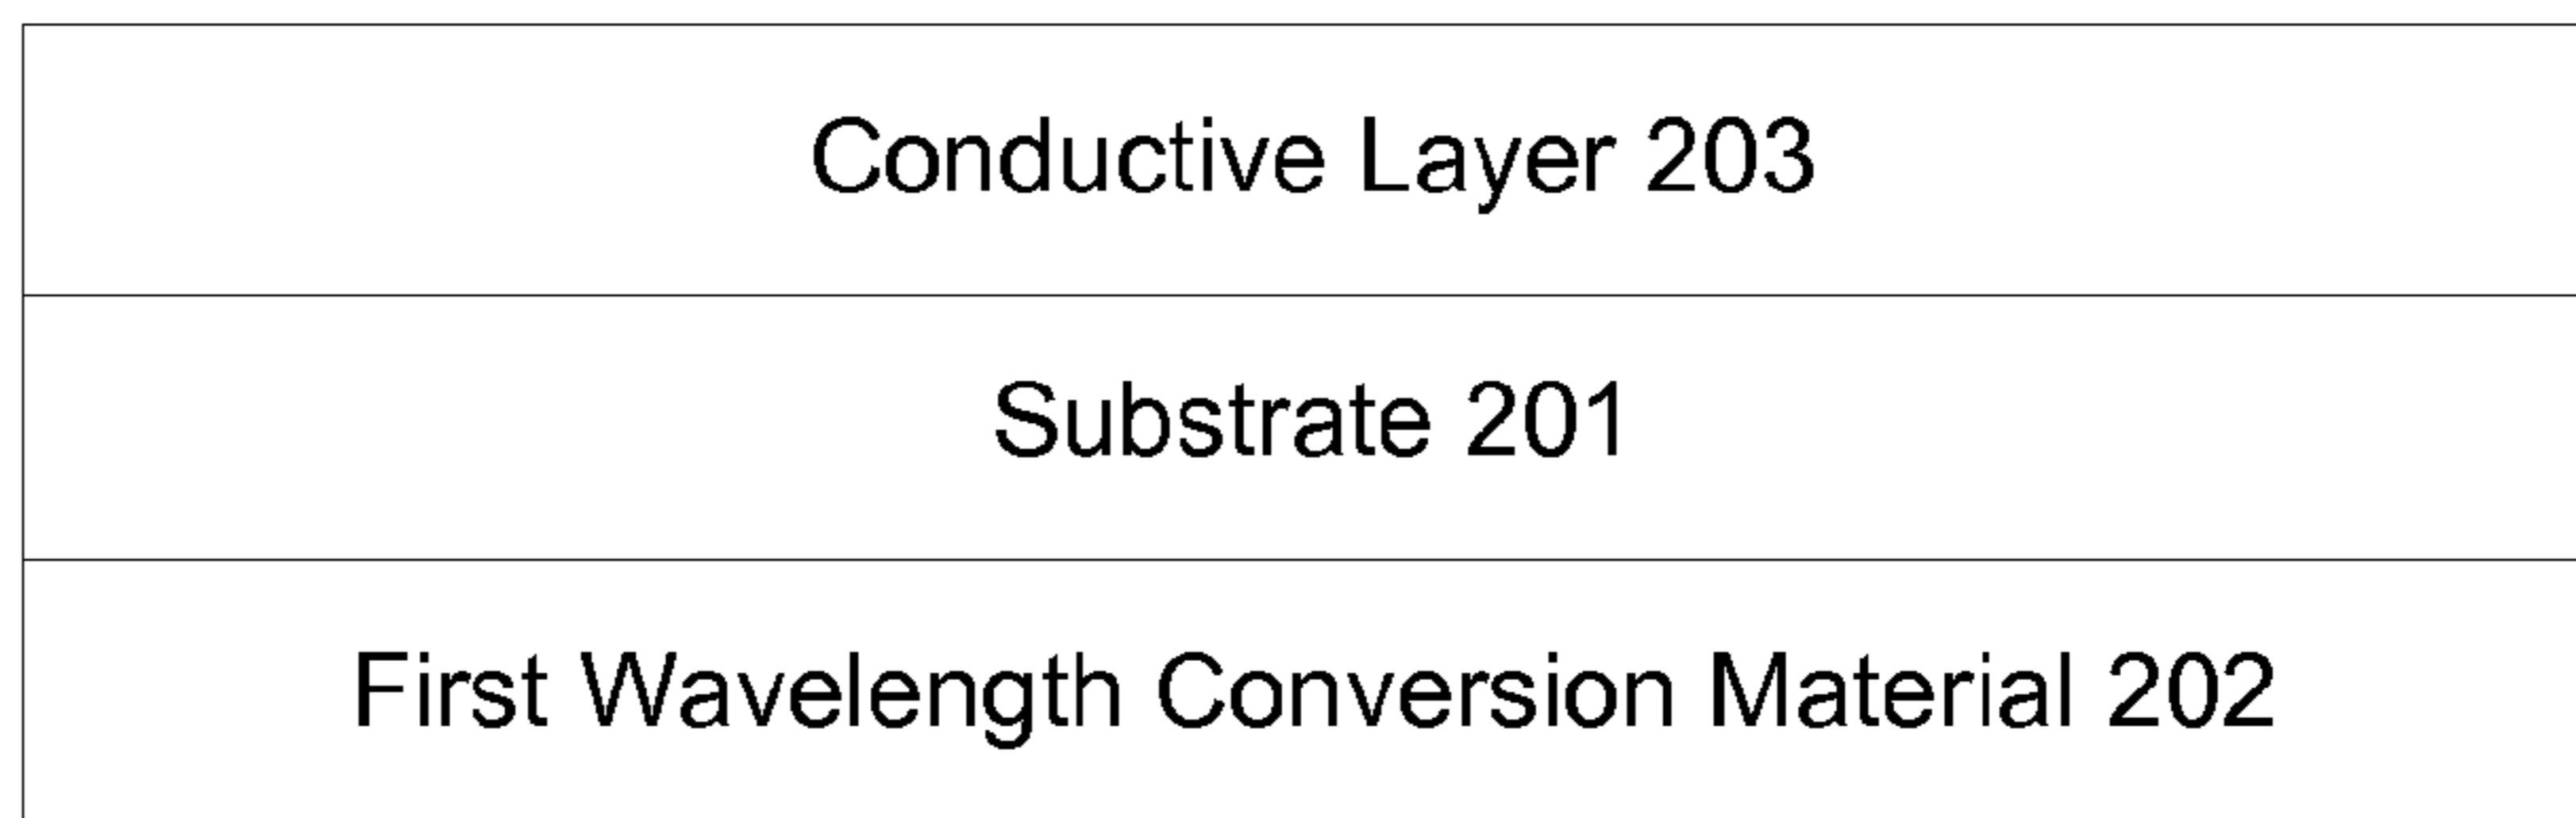 Conductive Layer 203
Substrate 201
First Wavelength Conversion Material 202